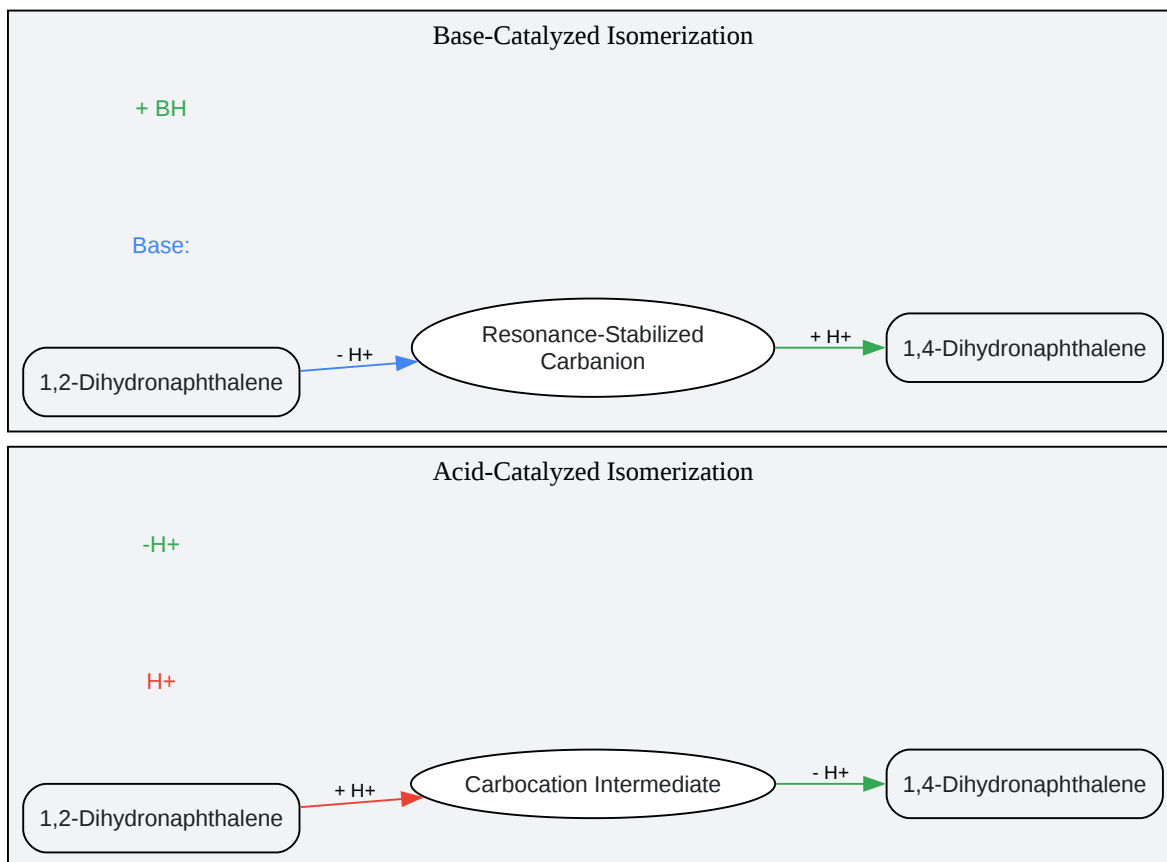 Base-Catalyzed Isomerization
+ BH
Base:
1,2-Dihydronaphthalene
- H+
Resonance-Stabilized
Carbanion
+ H+
1,4-Dihydronaphthalene
Acid-Catalyzed Isomerization
-H+
H+
1,2-Dihydronaphthalene
+ H+
Carbocation Intermediate
- H+
1,4-Dihydronaphthalene